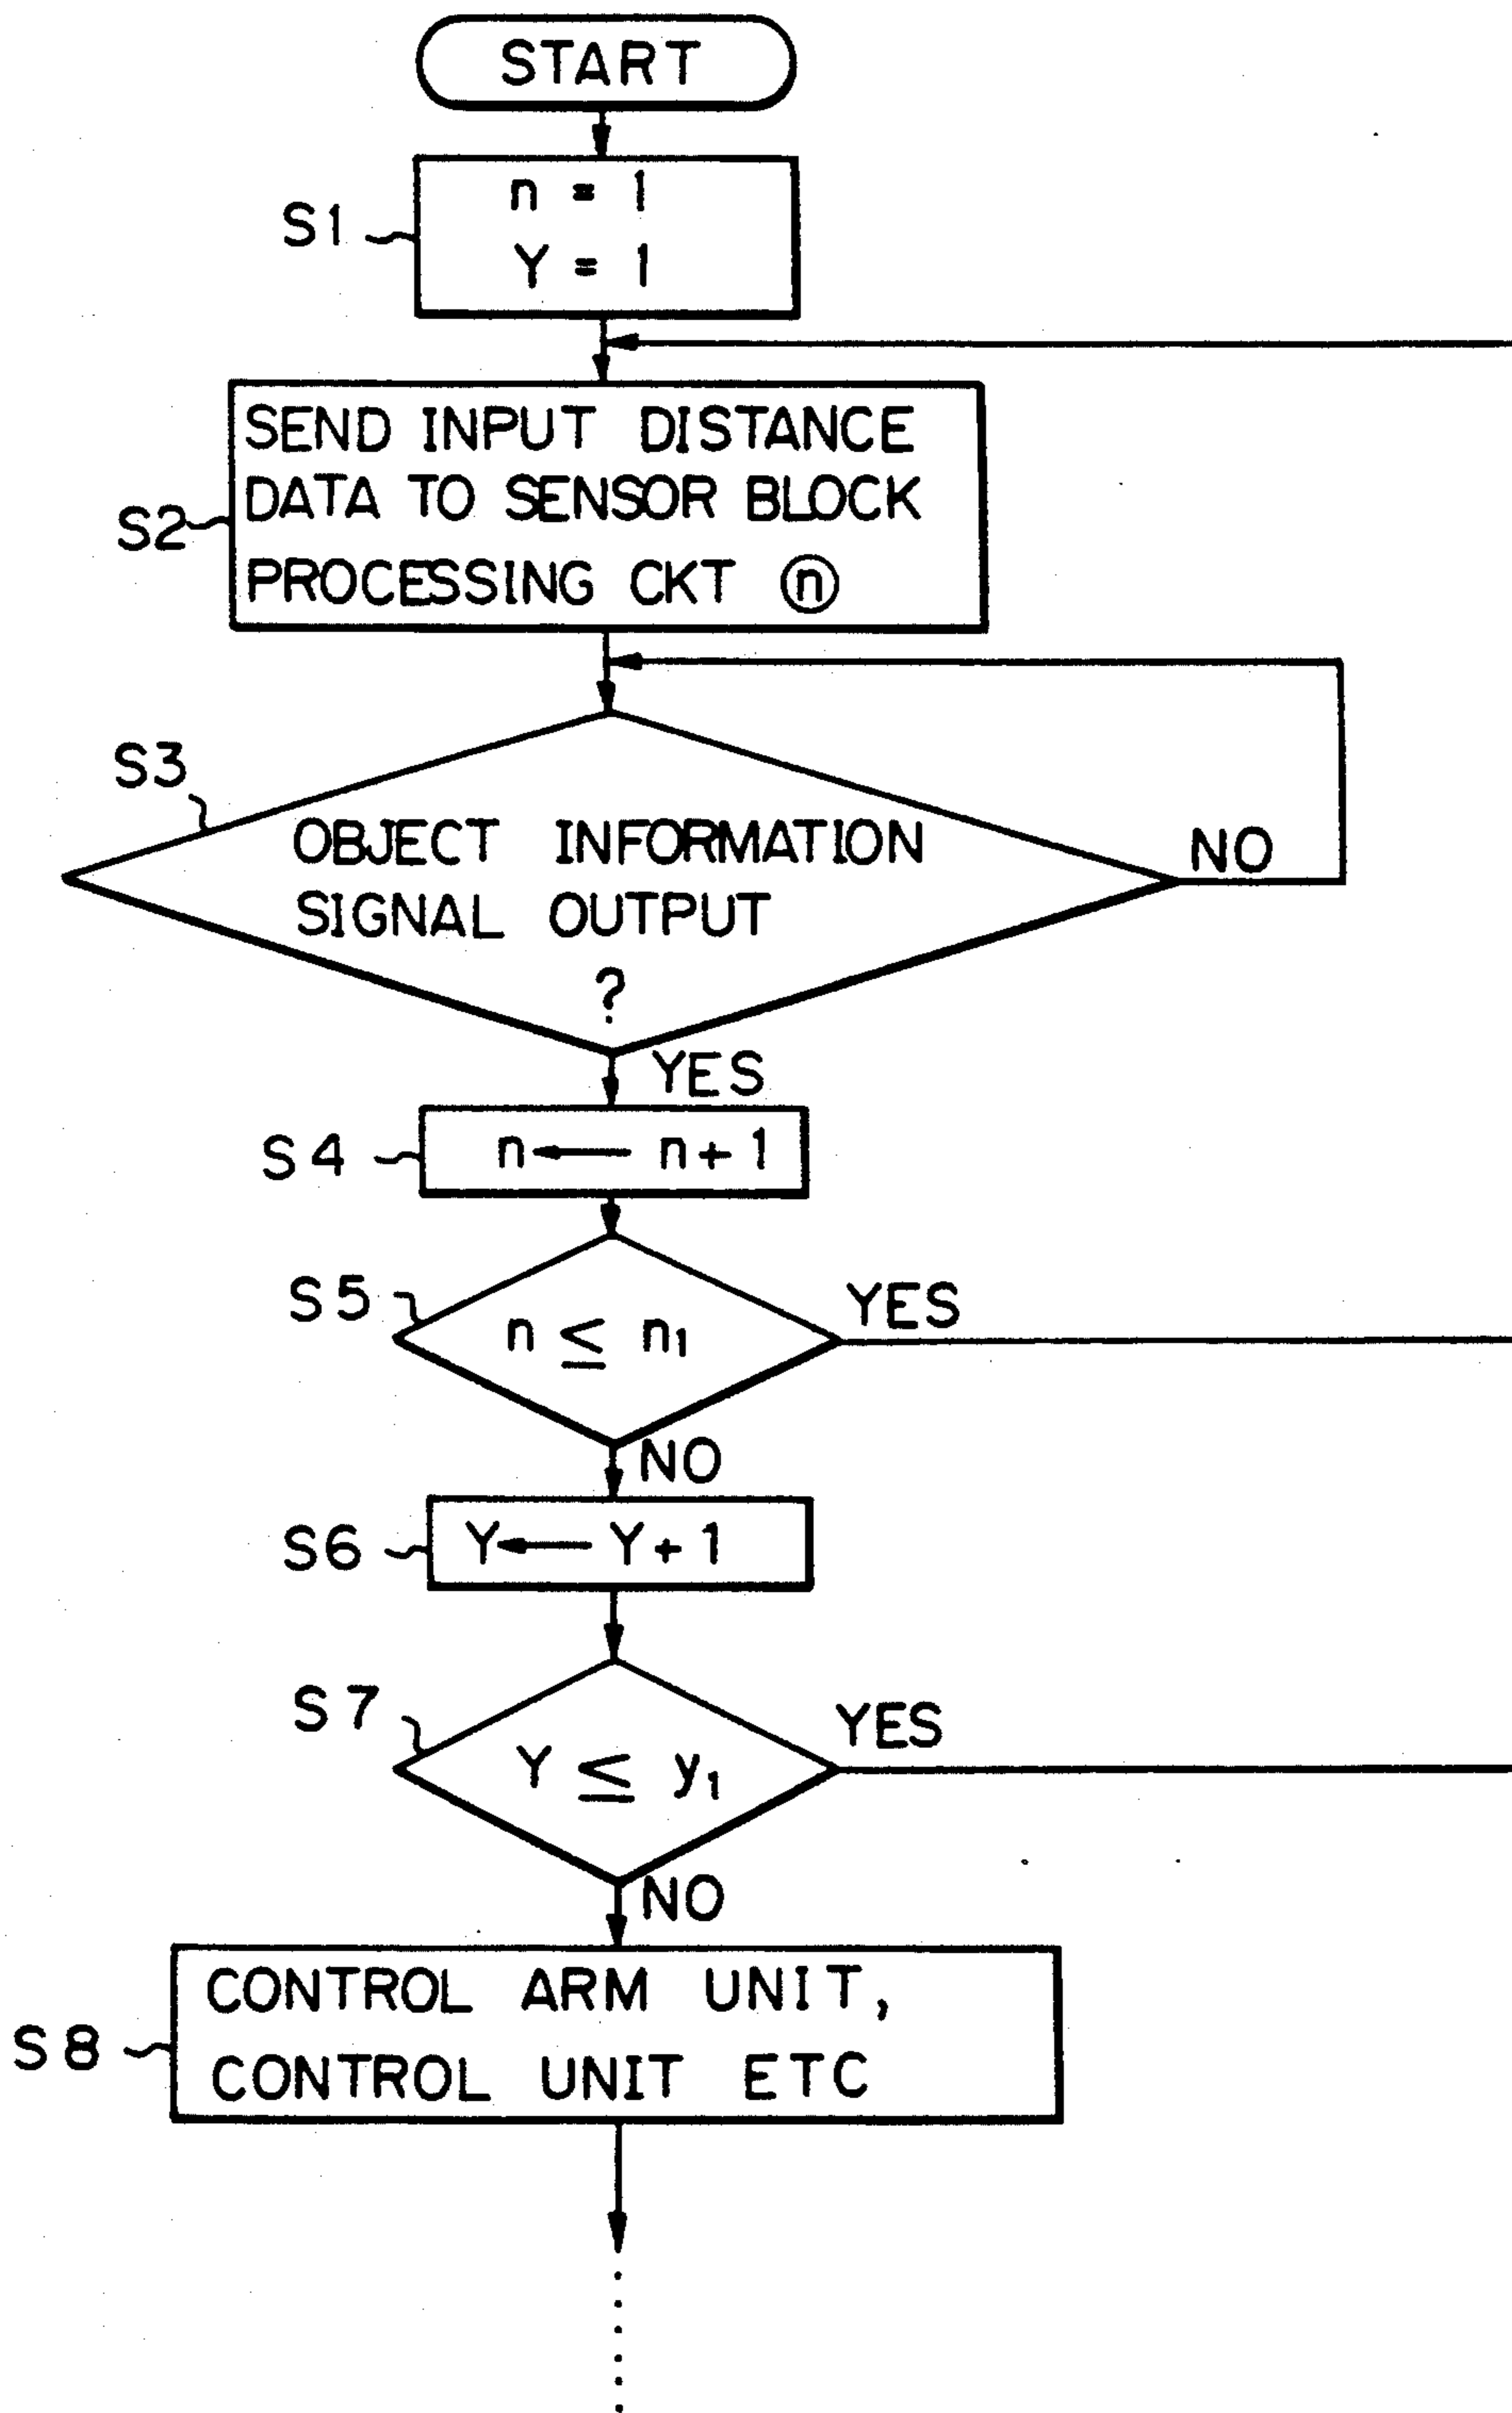 START
S1
n = 1
Y = 1
S2
SEND INPUT DISTANCE
DATA TO SENSOR BLOCK
PROCESSING CKT ⓝ
S3
OBJECT INFORMATION
SIGNAL OUTPUT
?
NO
YES
S4
n ← n + 1
S5
n ≤ n₁
YES
NO
S6
Y ← Y + 1
S7
Y ≤ y₁
YES
NO
S8
CONTROL ARM UNIT,
CONTROL UNIT ETC